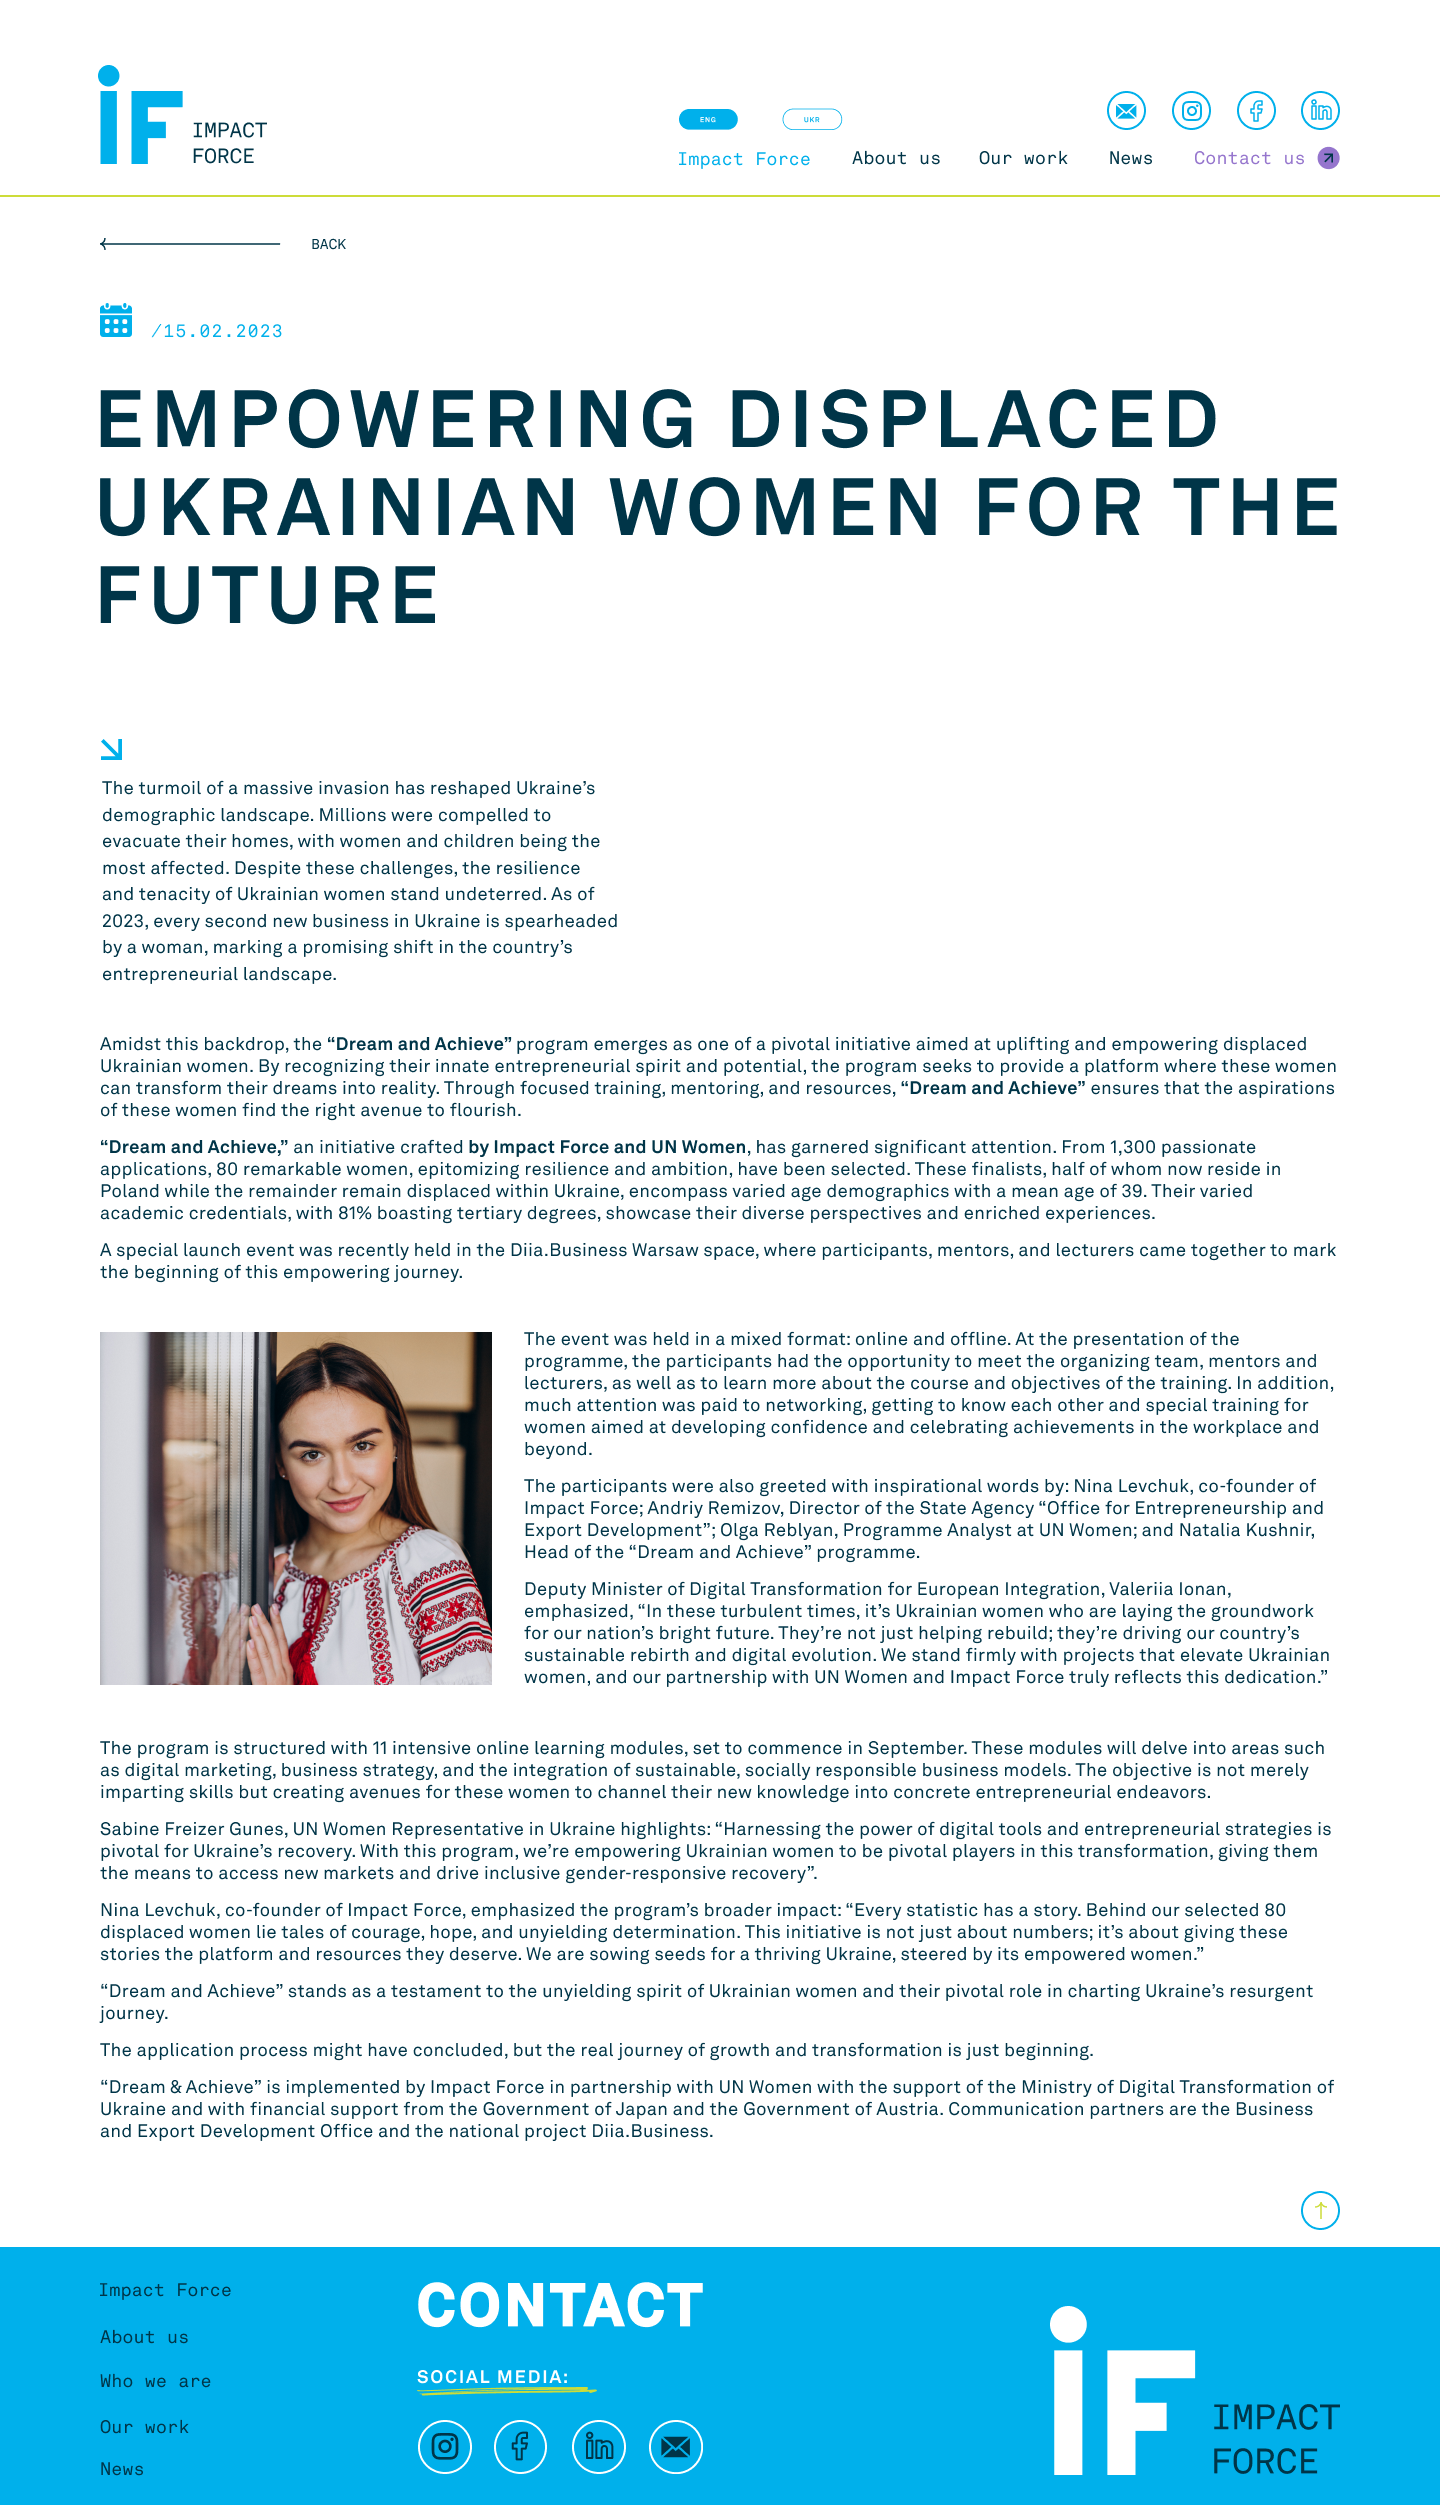 iF IMPACT
FORCE
ENG
UKR
Impact Force
About us
Our work
News
Contact us
BACK
/15.02.2023
EMPOWERING DISPLACED
UKRAINIAN WOMEN FOR THE
FUTURE
The turmoil of a massive invasion has reshaped Ukraine’s
demographic landscape. Millions were compelled to
evacuate their homes, with women and children being the
most affected. Despite these challenges, the resilience
and tenacity of Ukrainian women stand undeterred. As of
2023, every second new business in Ukraine is spearheaded
by a woman, marking a promising shift in the country’s
entrepreneurial landscape.
Amidst this backdrop, the “Dream and Achieve” program emerges as one of a pivotal initiative aimed at uplifting and empowering displaced
Ukrainian women. By recognizing their innate entrepreneurial spirit and potential, the program seeks to provide a platform where these women
can transform their dreams into reality. Through focused training, mentoring, and resources, “Dream and Achieve” ensures that the aspirations
of these women find the right avenue to flourish.
“Dream and Achieve,” an initiative crafted by Impact Force and UN Women, has garnered significant attention. From 1,300 passionate
applications, 80 remarkable women, epitomizing resilience and ambition, have been selected. These finalists, half of whom now reside in
Poland while the remainder remain displaced within Ukraine, encompass varied age demographics with a mean age of 39. Their varied
academic credentials, with 81% boasting tertiary degrees, showcase their diverse perspectives and enriched experiences.
A special launch event was recently held in the Diia.Business Warsaw space, where participants, mentors, and lecturers came together to mark
the beginning of this empowering journey.
The event was held in a mixed format: online and offline. At the presentation of the
programme, the participants had the opportunity to meet the organizing team, mentors and
lecturers, as well as to learn more about the course and objectives of the training. In addition,
much attention was paid to networking, getting to know each other and special training for
women aimed at developing confidence and celebrating achievements in the workplace and
beyond.
The participants were also greeted with inspirational words by: Nina Levchuk, co-founder of
Impact Force; Andriy Remizov, Director of the State Agency “Office for Entrepreneurship and
Export Development”; Olga Reblyan, Programme Analyst at UN Women; and Natalia Kushnir,
Head of the “Dream and Achieve” programme.
Deputy Minister of Digital Transformation for European Integration, Valeriia Ionan,
emphasized, “In these turbulent times, it’s Ukrainian women who are laying the groundwork
for our nation’s bright future. They’re not just helping rebuild; they’re driving our country’s
sustainable rebirth and digital evolution. We stand firmly with projects that elevate Ukrainian
women, and our partnership with UN Women and Impact Force truly reflects this dedication.”
The program is structured with 11 intensive online learning modules, set to commence in September. These modules will delve into areas such
as digital marketing, business strategy, and the integration of sustainable, socially responsible business models. The objective is not merely
imparting skills but creating avenues for these women to channel their new knowledge into concrete entrepreneurial endeavors.
Sabine Freizer Gunes, UN Women Representative in Ukraine highlights: “Harnessing the power of digital tools and entrepreneurial strategies is
pivotal for Ukraine’s recovery. With this program, we’re empowering Ukrainian women to be pivotal players in this transformation, giving them
the means to access new markets and drive inclusive gender-responsive recovery”.
Nina Levchuk, co-founder of Impact Force, emphasized the program’s broader impact: “Every statistic has a story. Behind our selected 80
displaced women lie tales of courage, hope, and unyielding determination. This initiative is not just about numbers; it’s about giving these
stories the platform and resources they deserve. We are sowing seeds for a thriving Ukraine, steered by its empowered women.”
“Dream and Achieve” stands as a testament to the unyielding spirit of Ukrainian women and their pivotal role in charting Ukraine’s resurgent
journey.
The application process might have concluded, but the real journey of growth and transformation is just beginning.
“Dream & Achieve” is implemented by Impact Force in partnership with UN Women with the support of the Ministry of Digital Transformation of
Ukraine and with financial support from the Government of Japan and the Government of Austria. Communication partners are the Business
and Export Development Office and the national project Diia.Business.
Impact Force
About us
Who we are
Our work
News
CONTACT
SOCIAL MEDIA:
iF IMPACT
FORCE